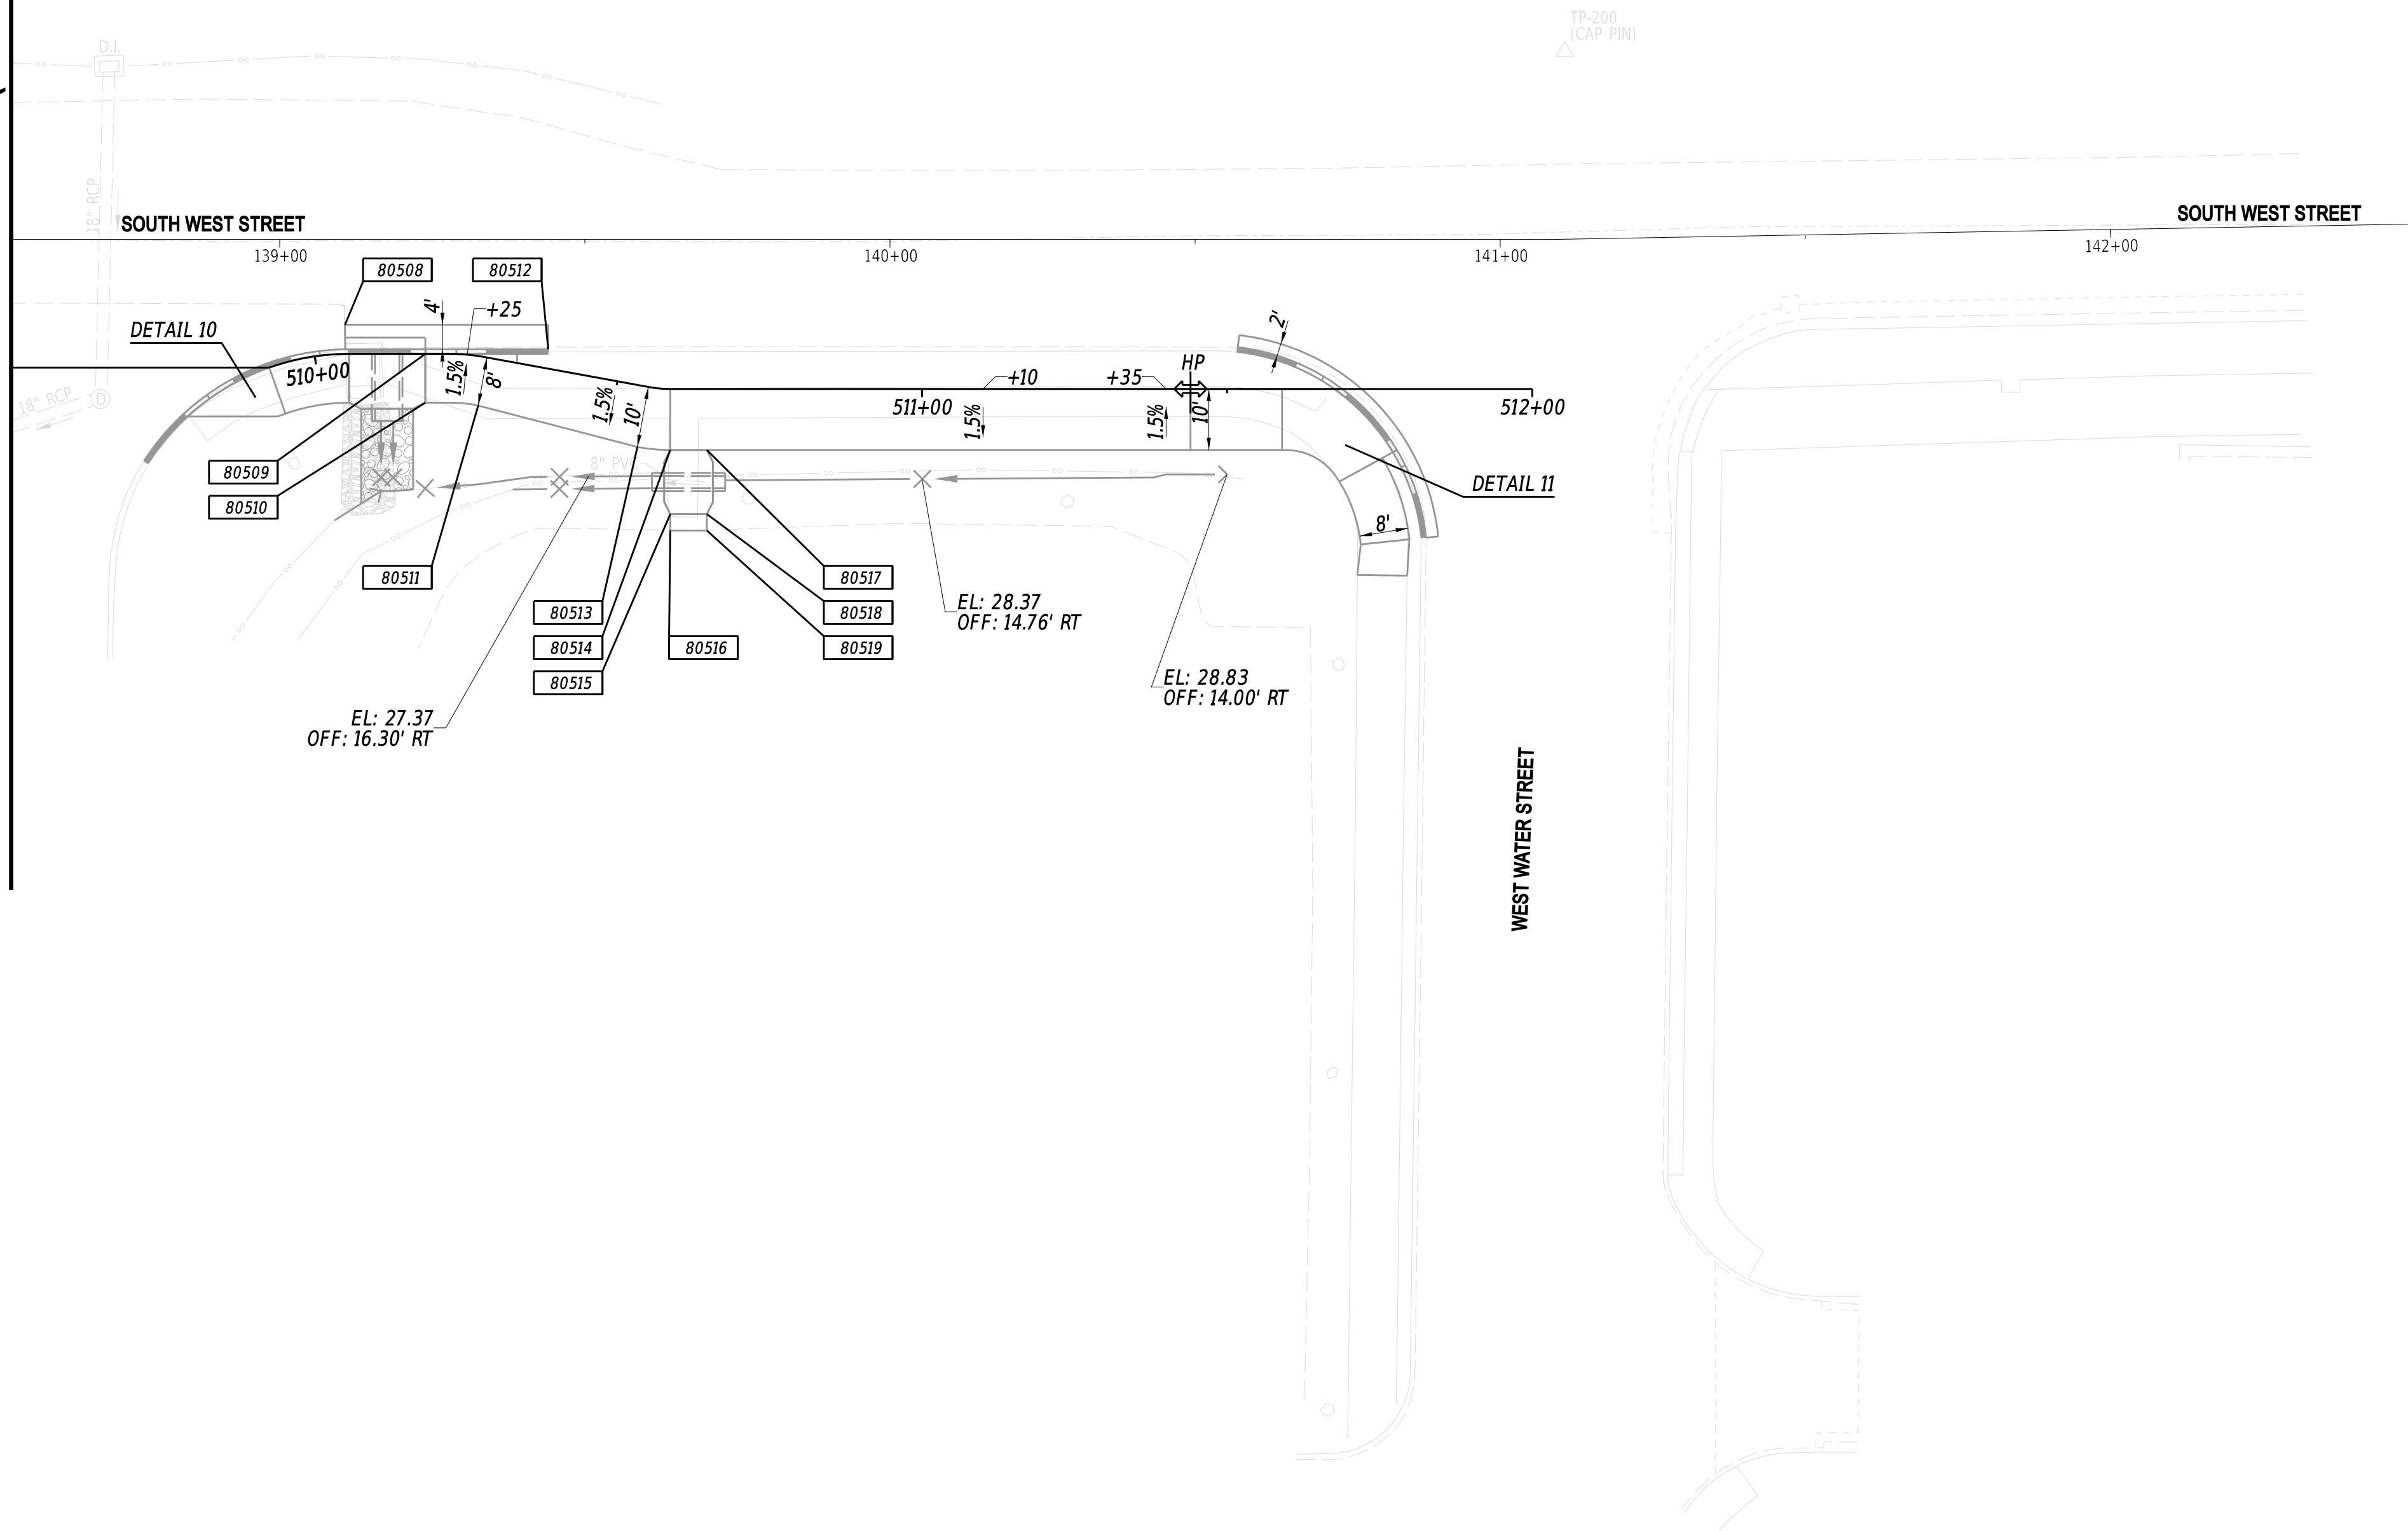 TP-200
(CAP PIN)
D.I.
18" RCP
SOUTH WEST STREET
SOUTH WEST STREET
139+00
140+00
141+00
142+00
80508
80512
4'
+25
DETAIL 10
2'
HP
510+00
1.5%
8'
1.5%
10'
+10
+35
511+00
1.5%
1.5%
10'
512+00
18" RCP
D
80509
80510
DETAIL 11
8'
80511
80513
80514
80515
80516
80517
80518
80519
EL: 28.37
OFF: 14.76' RT
EL: 28.83
OFF: 14.00' RT
EL: 27.37
OFF: 16.30' RT
WEST WATER STREET